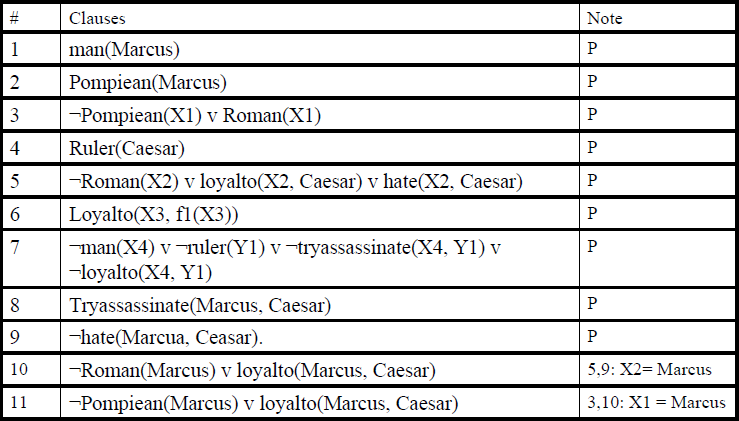 # Clauses Note
1 man(Marcus) P
2 Pompiean(Marcus) P
3 ¬Pompiean(X1) v Roman(X1) P
4 Ruler(Caesar) P
5 ¬Roman(X2) v loyalto(X2, Caesar) v hate(X2, Caesar) P
6 Loyalto(X3, f1(X3)) P
7 ¬man(X4) v ¬ruler(Y1) v ¬tryassassinate(X4, Y1) v P
¬loyalto(X4, Y1)
8 Tryassassinate(Marcus, Caesar) P
9 ¬hate(Marcua, Ceasar). P
10 ¬Roman(Marcus) v loyalto(Marcus, Caesar) 5,9: X2= Marcus
11 ¬Pompiean(Marcus) v loyalto(Marcus, Caesar) 3,10: X1 = Marcus